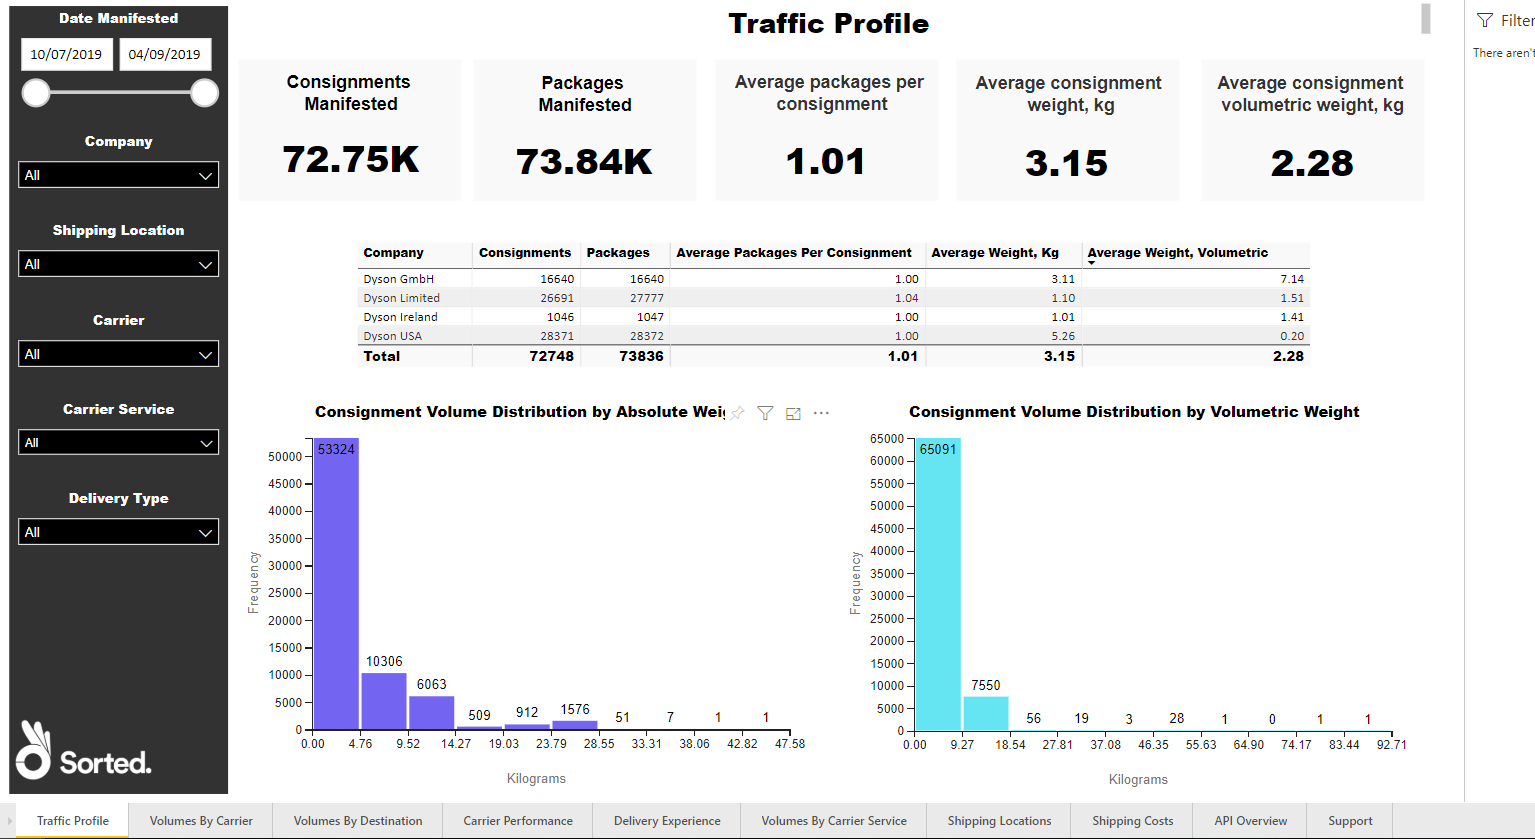 Date Manifested
10/07/2019 04/09/2019
Company
All
Shipping Location
All
Carrier
All
Carrier Service
All
Delivery Type
All
Sorted.
Traffic Profile
Consignments
Manifested
72.75K
Packages
Manifested
73.84K
Average packages per
consignment
1.01
Average consignment
weight, kg
3.15
Average consignment
volumetric weight, kg
2.28
Company Consignments Packages Average Packages Per Consignment Average Weight, Kg Average Weight, Volumetric
Dyson GmbH 16640 16640 1.00 3.11 7.14
Dyson Limited 26691 27777 1.04 1.10 1.51
Dyson Ireland 1046 1047 1.00 1.01 1.41
Dyson USA 28371 28372 1.00 5.26 0.20
Total 72748 73836 1.01 3.15 2.28
Consignment Volume Distribution by Absolute Weig
Frequency
50000
45000
40000
35000
30000
25000
20000
15000
10000
5000
0
53324 10306 6063 509 912 1576 51 7 1 1
0.00 4.76 9.52 14.27 19.03 23.79 28.55 33.31 38.06 42.82 47.58
Kilograms
Consignment Volume Distribution by Volumetric Weight
Frequency
65000
60000
55000
50000
45000
40000
35000
30000
25000
20000
15000
10000
5000
0
65091 7550 56 19 3 28 1 0 1 1
0.00 9.27 18.54 27.81 37.08 46.35 55.63 64.90 74.17 83.44 92.71
Kilograms
Filter
There aren't
Traffic Profile Volumes By Carrier Volumes By Destination Carrier Performance Delivery Experience Volumes By Carrier Service Shipping Locations Shipping Costs API Overview Support